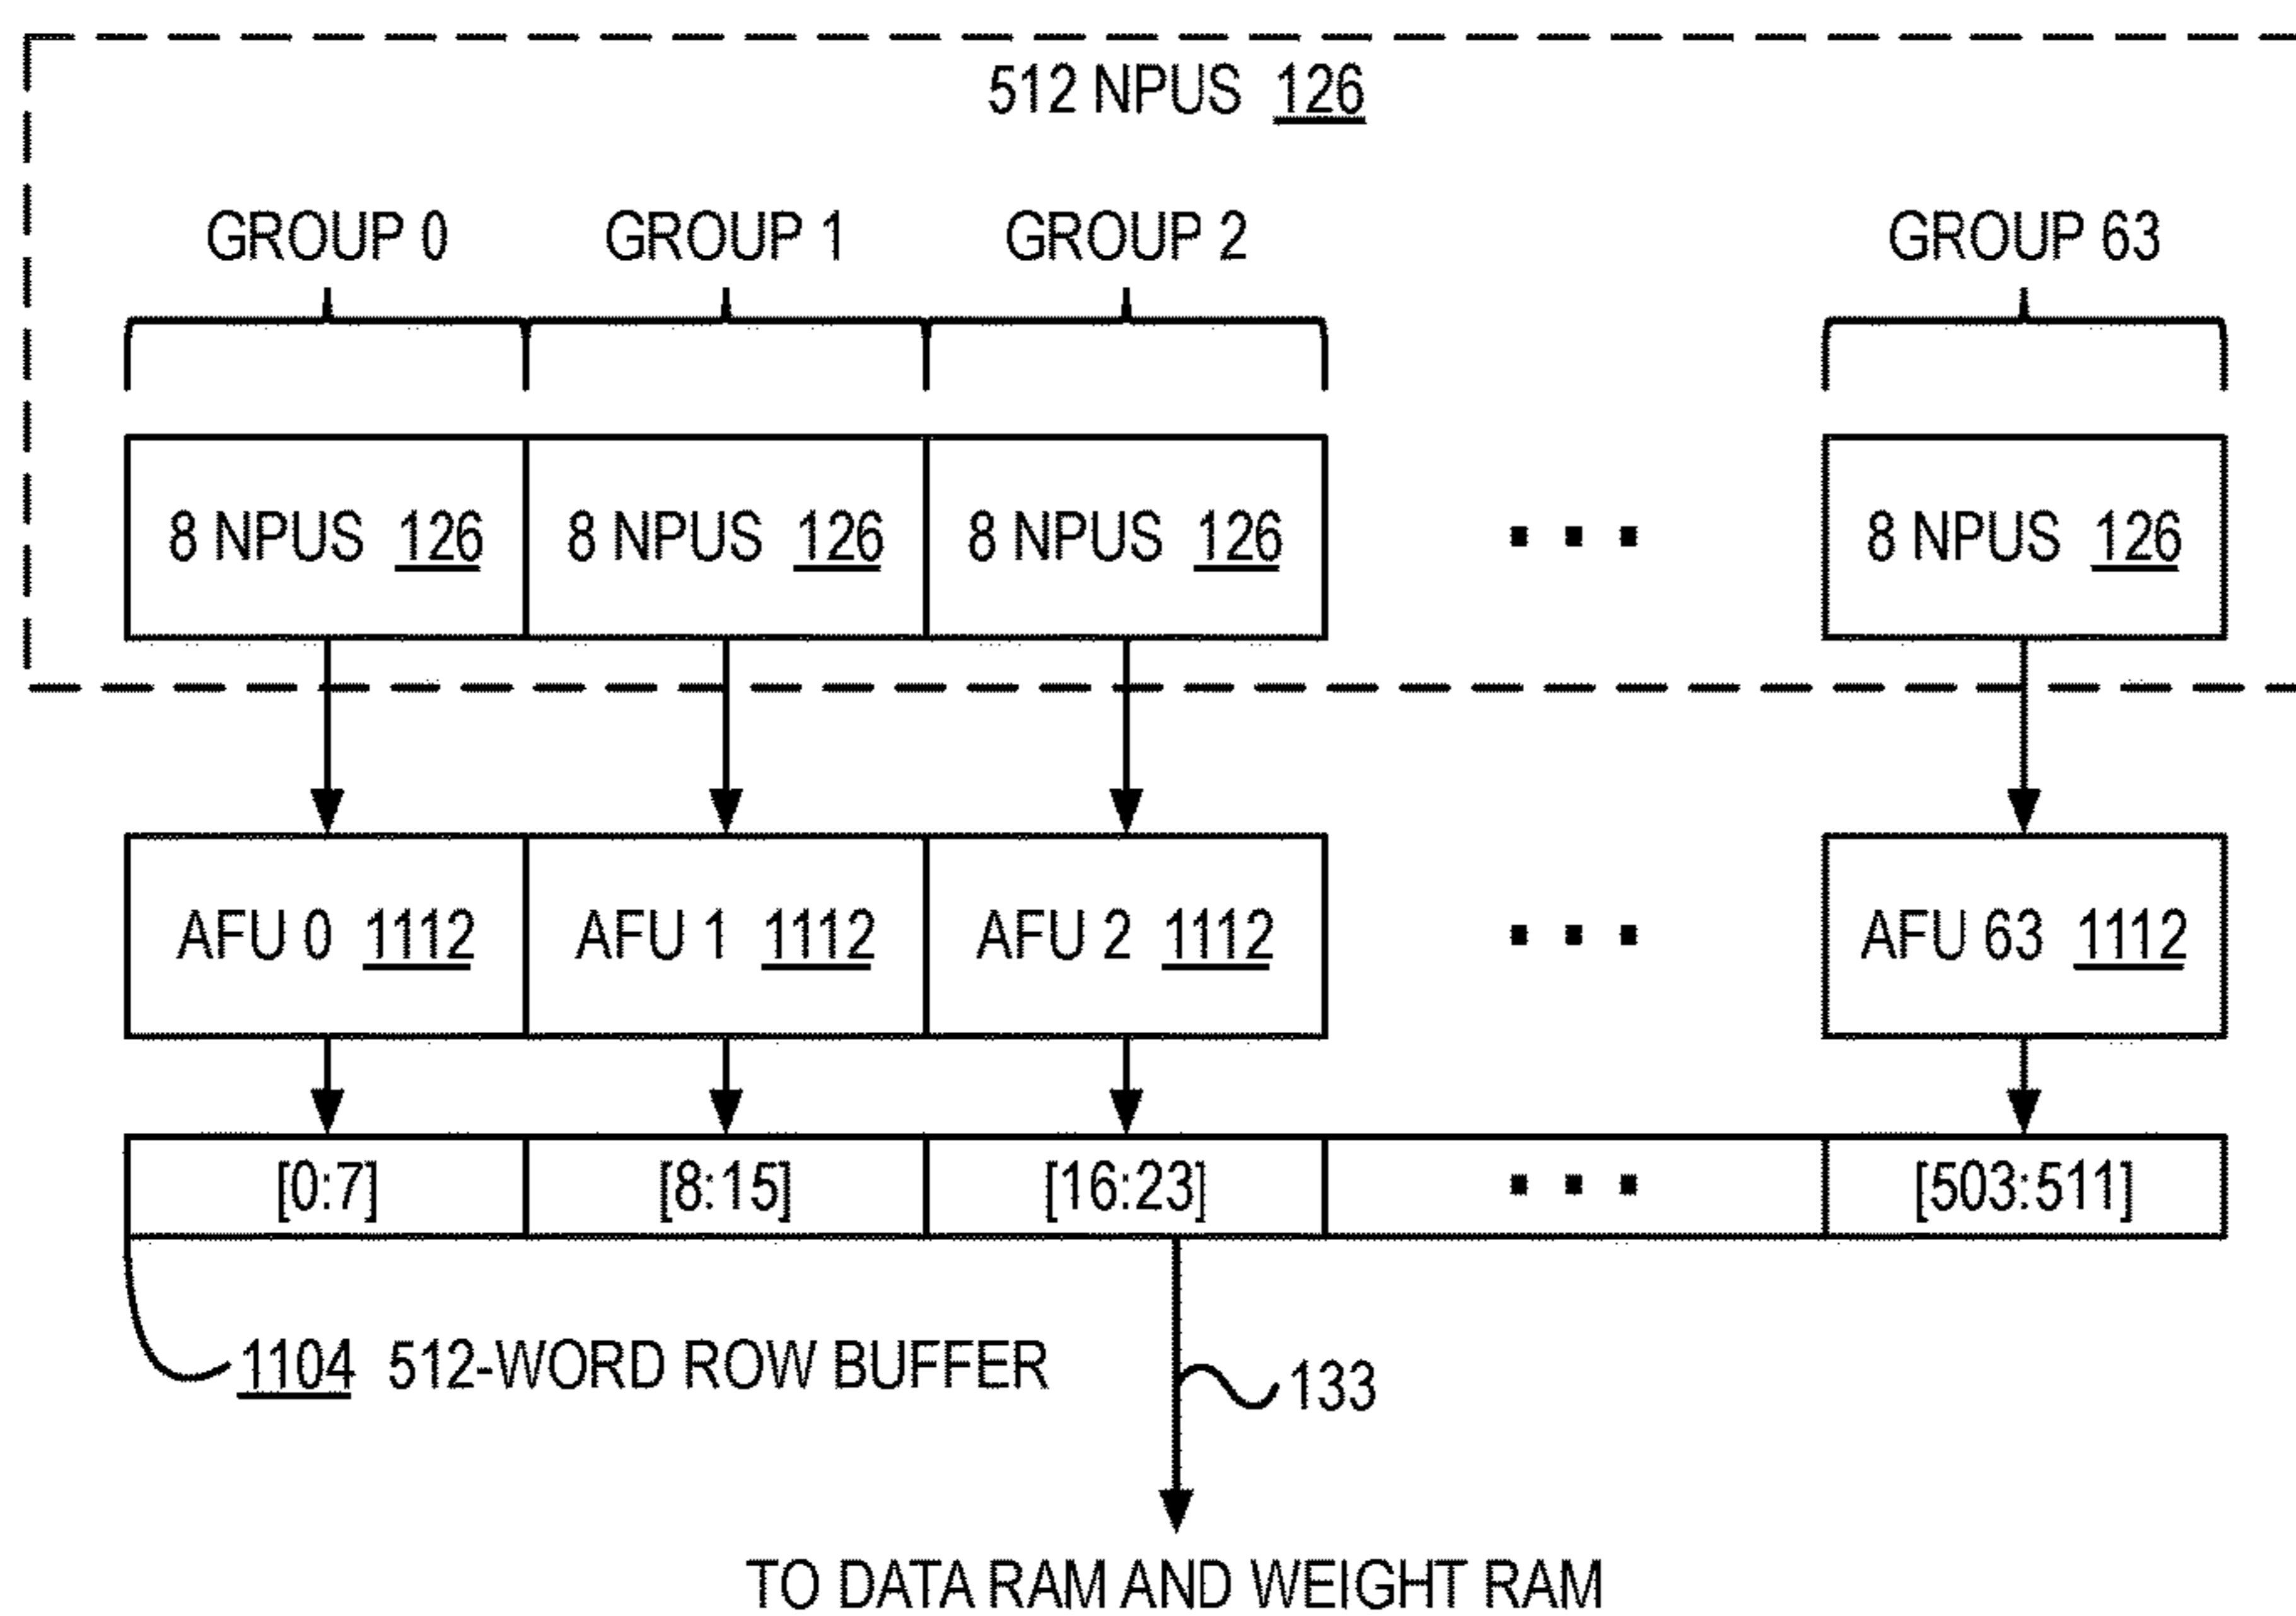 512 NPUS 126
GROUP 0 GROUP 1 GROUP 2 GROUP 63
8 NPUS 126 8 NPUS 126 8 NPUS 126 ... 8 NPUS 126
AFU 0 1112 AFU 1 1112 AFU 2 1112 ... AFU 63 1112
[0:7] [8:15] [16:23] ... [503:511]
1104 512-WORD ROW BUFFER 133
TO DATA RAM AND WEIGHT RAM